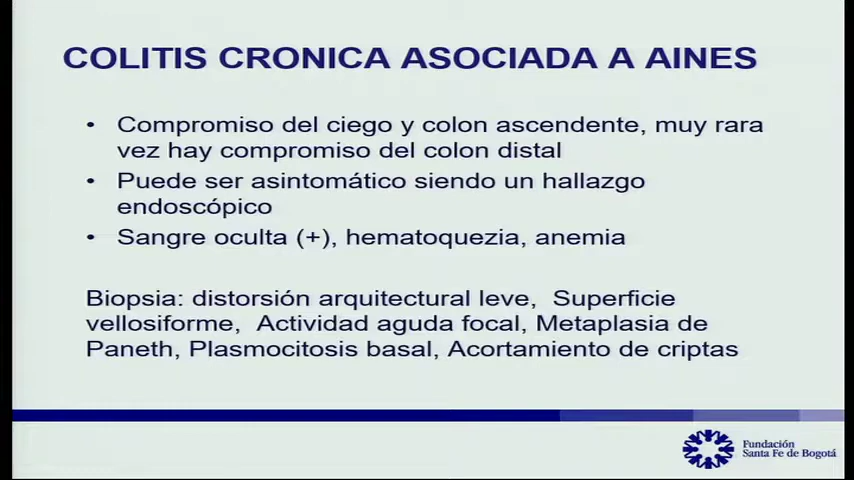 COLITIS CRONICA ASOCIADA A AINES
• Compromiso del ciego y colon ascendente, muy rara
vez hay compromiso del colon distal
• Puede ser asintomático siendo un hallazgo
endoscópico
• Sangre oculta (+), hematoquezia, anemia
Biopsia: distorsión arquitectural leve, Superficie
vellosiforme, Actividad aguda focal, Metaplasia de
Paneth, Plasmocitosis basal, Acortamiento de criptas
Fundación
Santa Fe de Bogotá